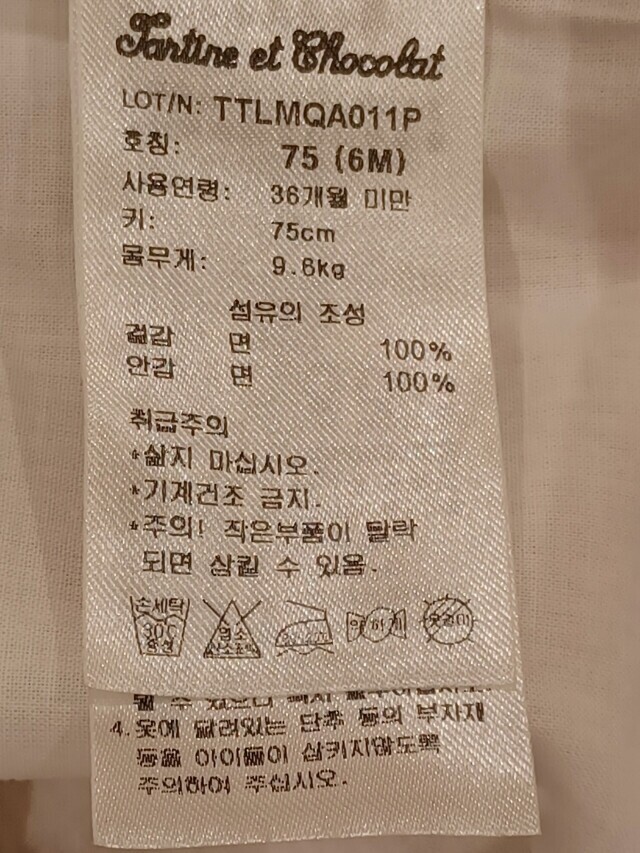 Tartine et Chocolat
LOT/N: TTLMQA011P
호칭: 75 (6M)
사용연령: 36개월 미만
키: 75cm
몸무게: 9.6kg
섬유의 조성
겉감 면 100%
안감 면 100%
취급주의
*삶지 마십시오.
*기계건조 금지.
*주의! 작은부품이 탈락
되면 삼킬 수 있음.
손세탁
30℃
중성
염소
4.옷에 달려있는 단추 등의 부자재
등을 아이들이 삼키지않도록
주의하여 주십시오.